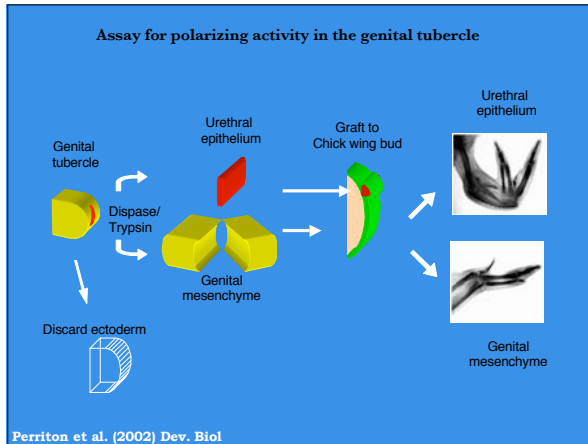 Assay for polarizing activity in the genital tubercle
Genital
tubercle
Dispase/
Trypsin
Discard ectoderm
Urethral
epithelium
Genital
mesenchyme
Graft to
Chick wing bud
Urethral
epithelium
Genital
mesenchyme
Perriton et al. (2002) Dev. Biol